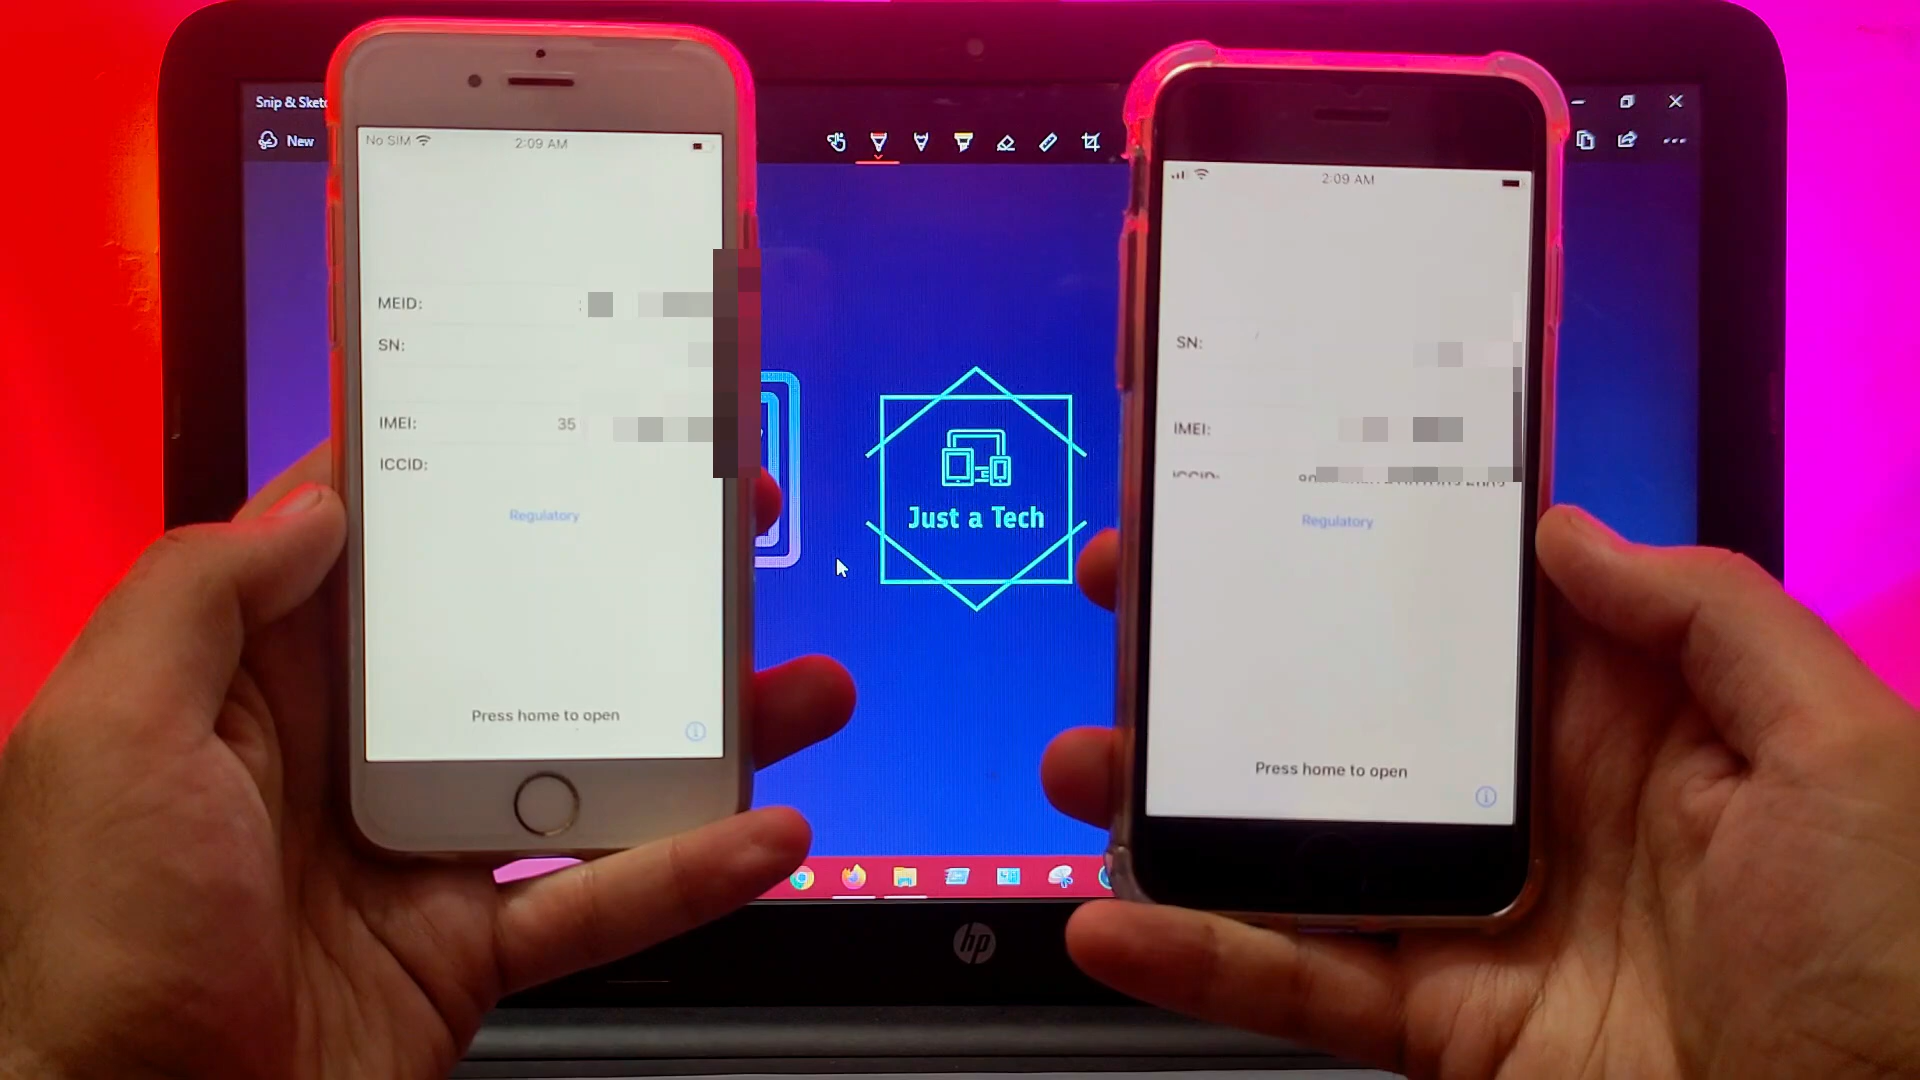 Snip & Sketc
New
No SIM
2:09 AM
MEID:
SN:
IMEI: 35
ICCID:
Regulatory
Press home to open
Just a Tech
2:09 AM
SN:
IMEI:
Regulatory
Press home to open
hp